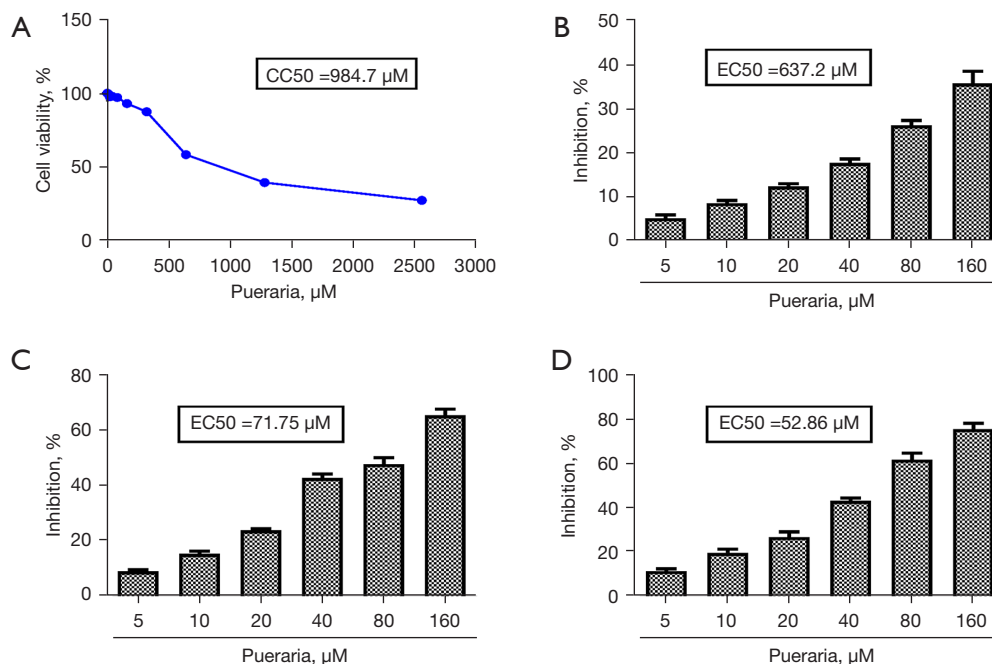 A
150
100
50
0
Cell viability, %
CC50 =984.7 µM
0 500 1000 1500 2000 2500 3000
Pueraria, µM
B
50
40
30
20
10
0
Inhibition, %
EC50 =637.2 µM
5 10 20 40 80 160
Pueraria, µM
C
80
60
40
20
0
Inhibition, %
EC50 =71.75 µM
5 10 20 40 80 160
Pueraria, µM
D
100
80
60
40
20
0
Inhibition, %
EC50 =52.86 µM
5 10 20 40 80 160
Pueraria, µM